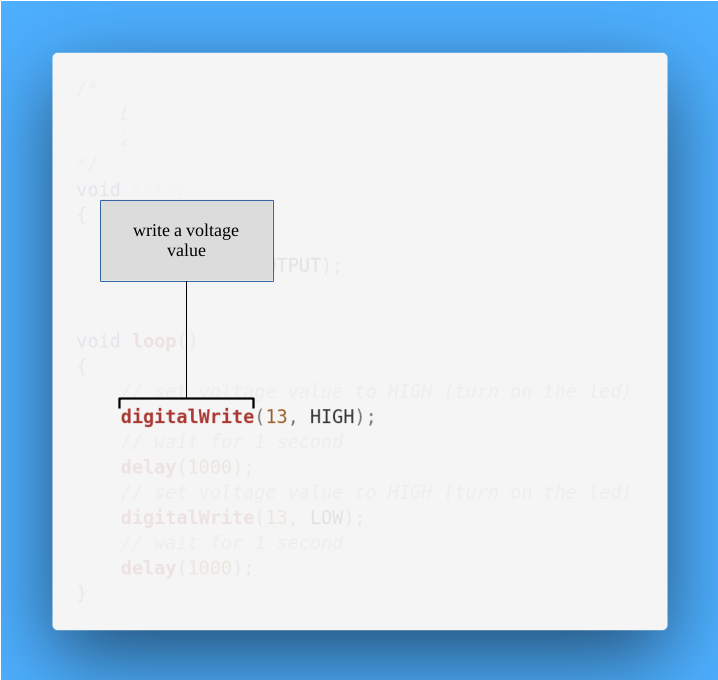 /*
*/
void setup
{
write a voltage
value
UTPUT);
void loop()
{
// set voltage value to HIGH (turn on the led)
digitalWrite(13, HIGH);
// wait for 1 second
delay(1000);
// set voltage value to HIGH (turn on the led)
digitalWrite(13, LOW);
// wait for 1 second
delay(1000);
}